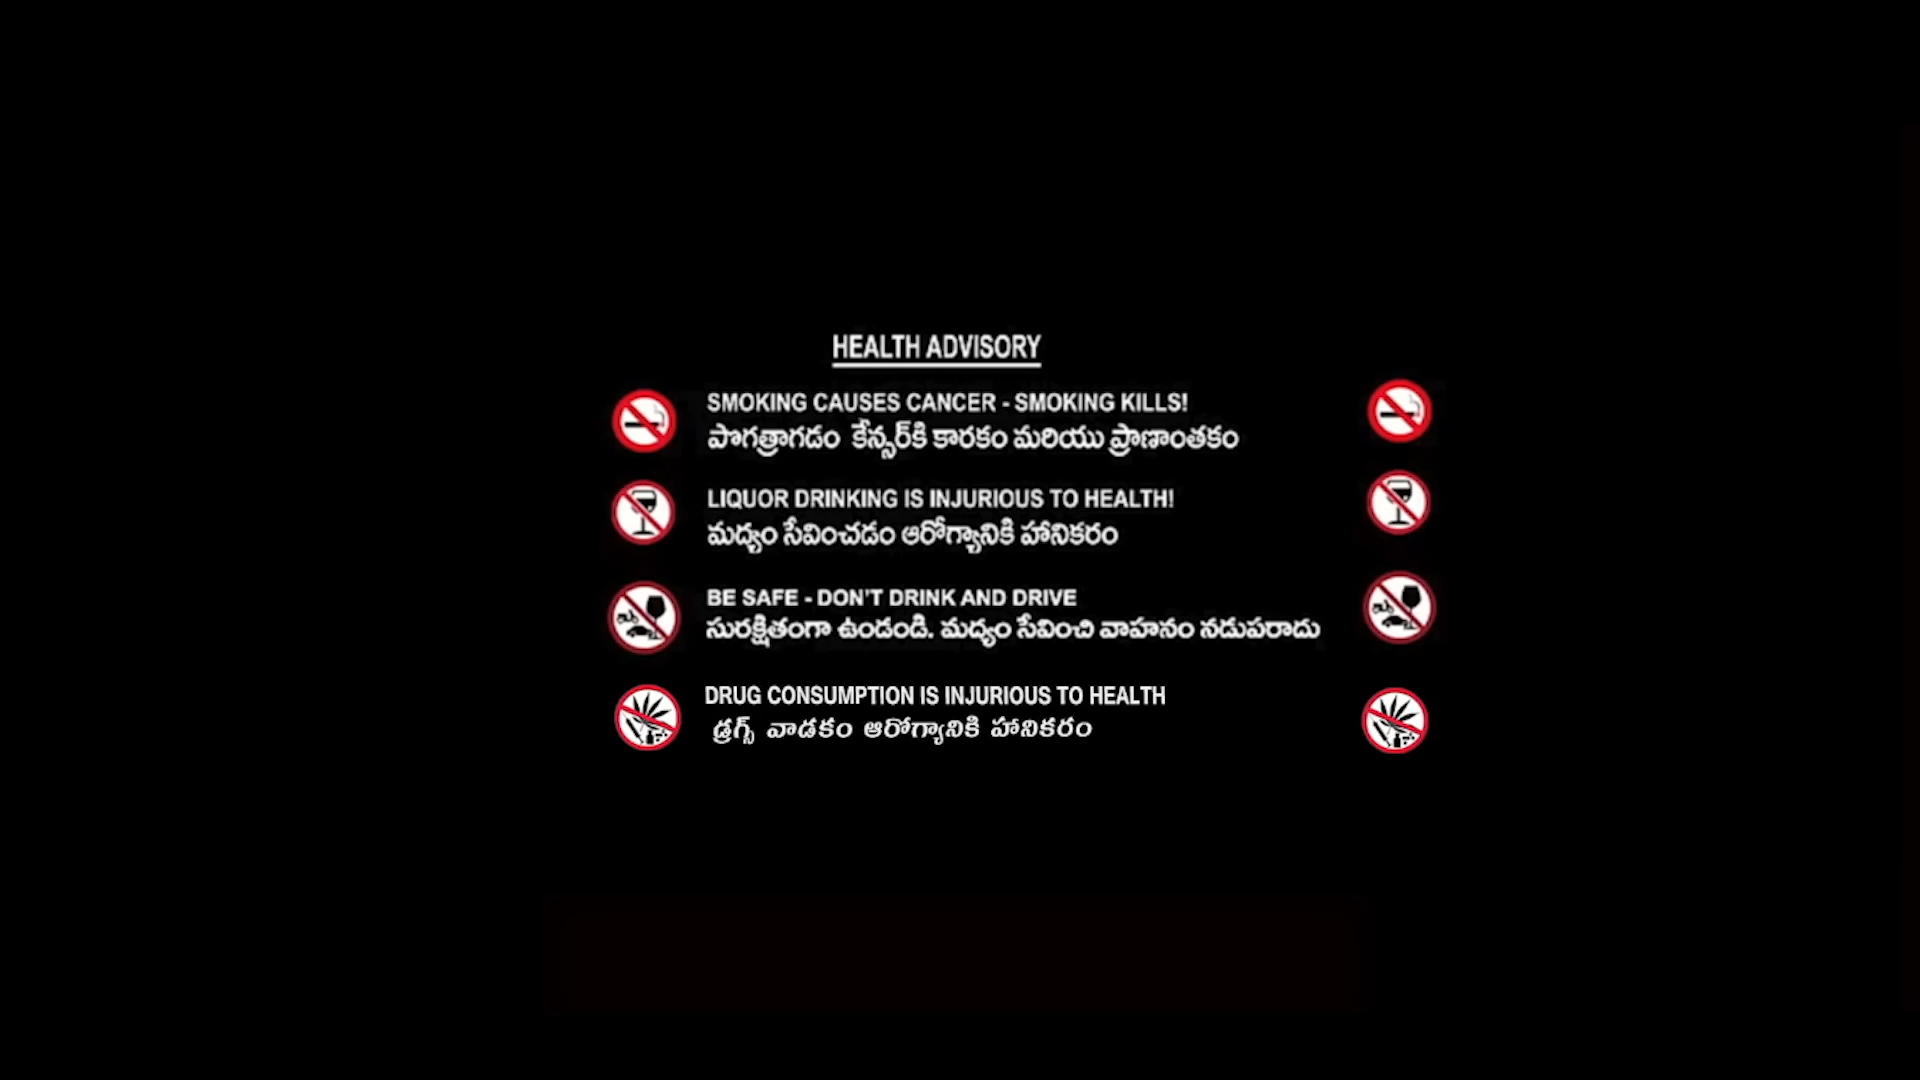 HEALTH ADVISORY
SMOKING CAUSES CANCER - SMOKING KILLS!
పొగత్రాగడం కేన్సర్‌కి కారకం మరియు ప్రాణాంతకం
LIQUOR DRINKING IS INJURIOUS TO HEALTH!
మద్యం సేవించడం ఆరోగ్యానికి హానికరం
BE SAFE - DON'T DRINK AND DRIVE
సురక్షితంగా ఉండండి. మద్యం సేవించి వాహనం నడుపరాదు
DRUG CONSUMPTION IS INJURIOUS TO HEALTH
డ్రగ్స్ వాడకం ఆరోగ్యానికి హానికరం